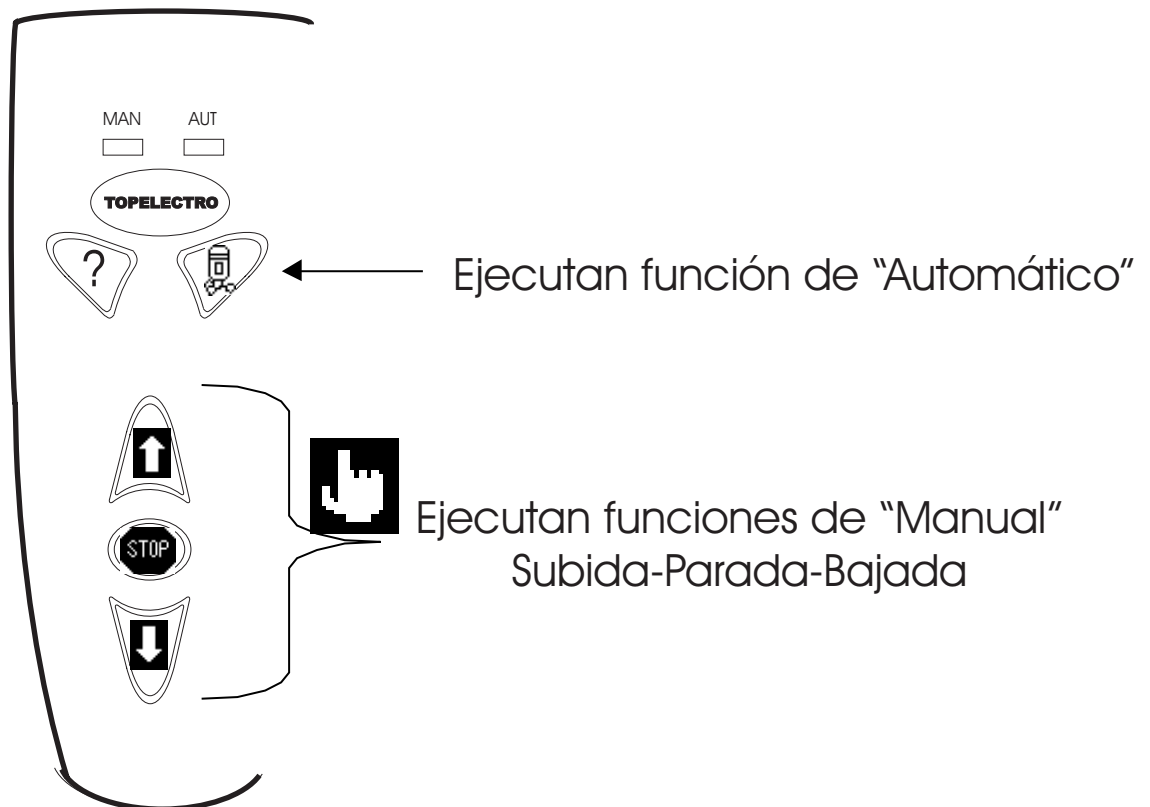 MAN AUT
TOPELECTRO
?
Ejecutan función de “Automático”
STOP
Ejecutan funciones de “Manual”
Subida-Parada-Bajada